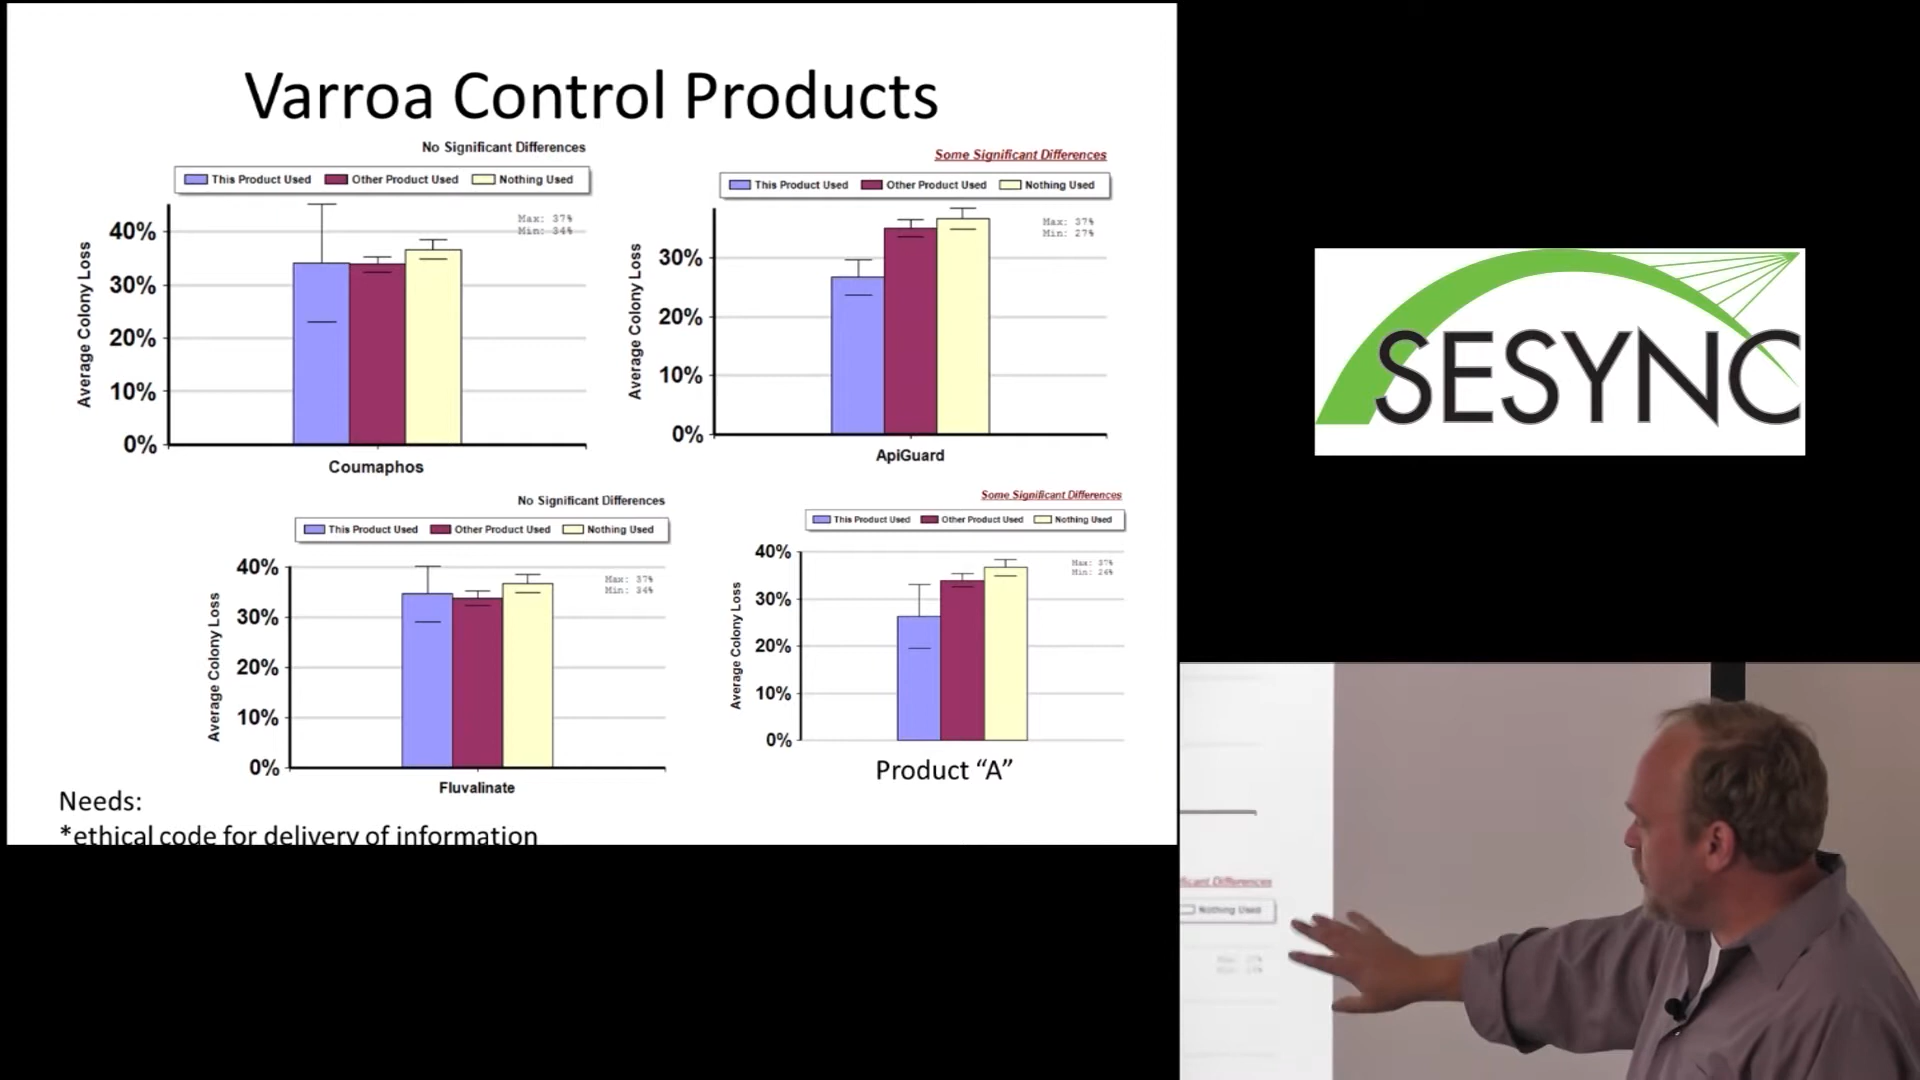 Varroa Control Products
No Significant Differences
This Product Used Other Product Used Nothing Used
Max: 37%
Min: 34%
Average Colony Loss
40%
30%
20%
10%
0%
Coumaphos
Some Significant Differences
This Product Used Other Product Used Nothing Used
Max: 37%
Min: 27%
Average Colony Loss
30%
20%
10%
0%
ApiGuard
No Significant Differences
This Product Used Other Product Used Nothing Used
Max: 37%
Min: 34%
Average Colony Loss
40%
30%
20%
10%
0%
Fluvalinate
Some Significant Differences
This Product Used Other Product Used Nothing Used
Max: 37%
Min: 26%
Average Colony Loss
40%
30%
20%
10%
0%
Product “A”
Needs:
*ethical code for delivery of information
SESYNC
Differences
Nothing Used